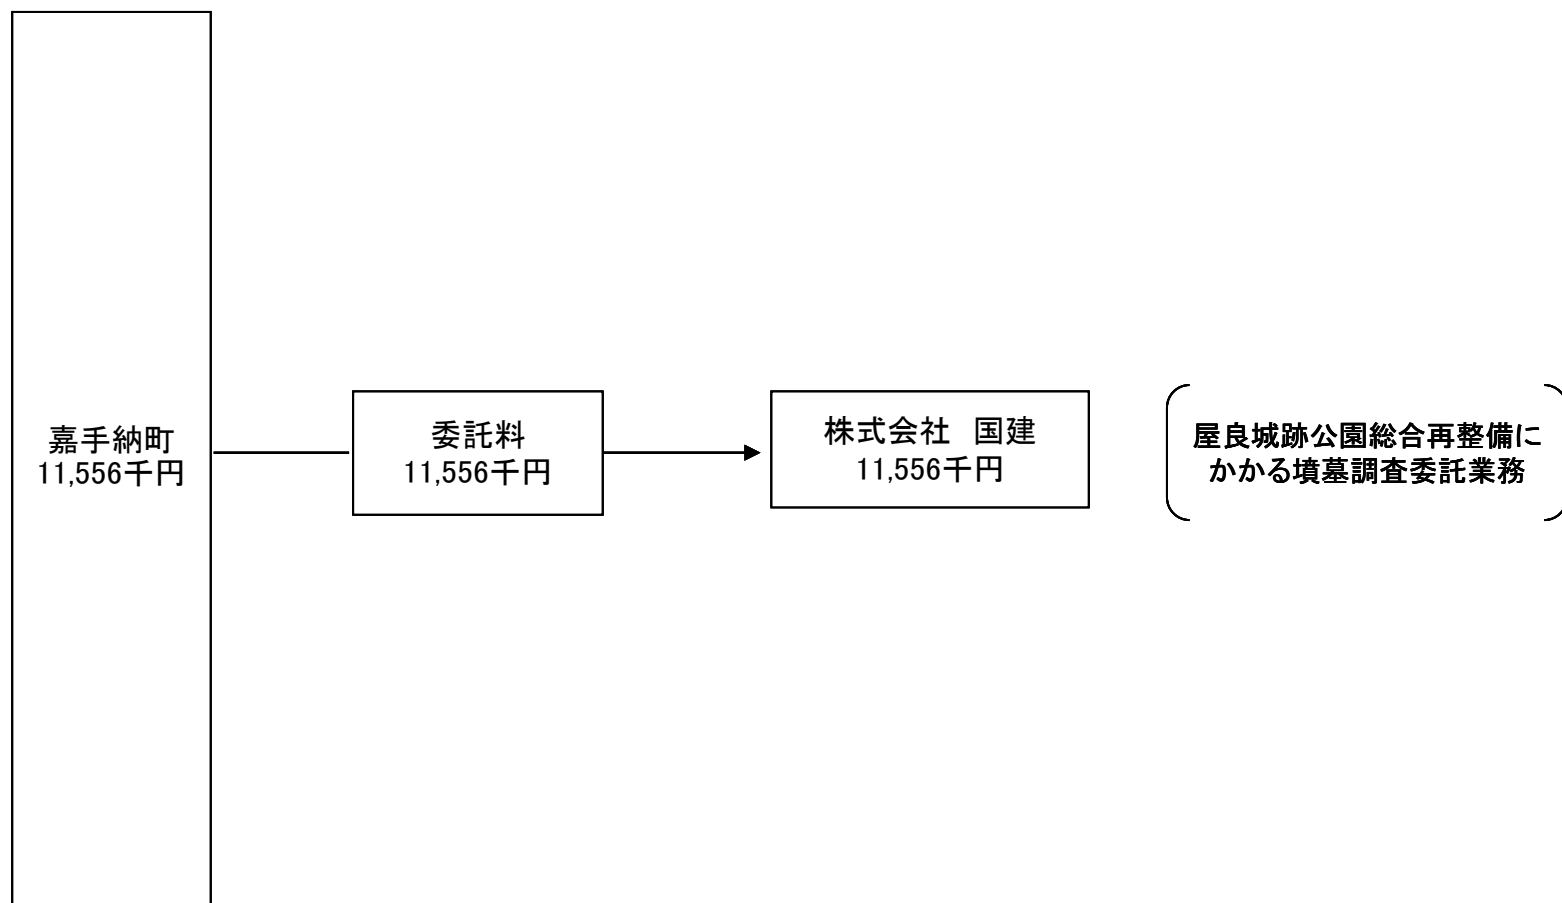 嘉手納町
11,556千円
委託料
11,556千円
株式会社　国建
11,556千円
屋良城跡公園総合再整備に
かかる墳墓調査委託業務